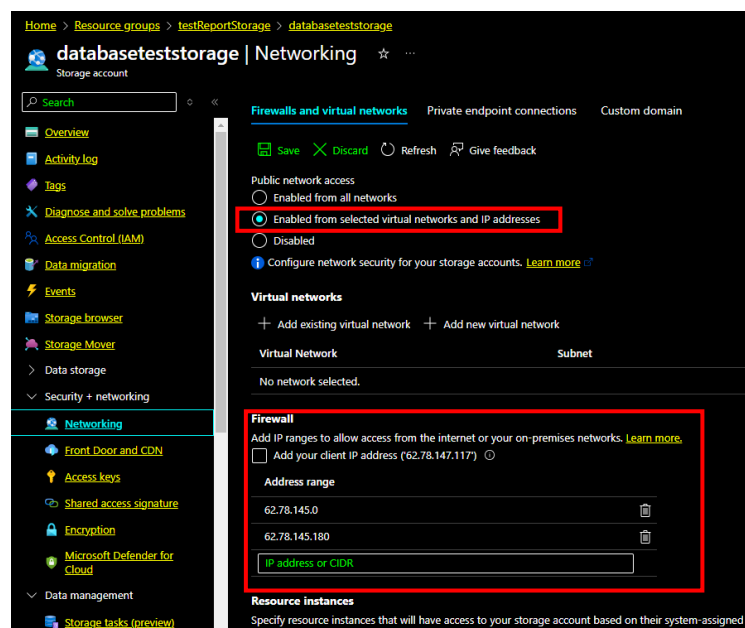 Home > Resource groups > testReportStorage > databaseteststorage
databaseteststorage | Networking ☆ ...
Storage account
Search
Overview
Activity log
Tags
Diagnose and solve problems
Access Control (IAM)
Data migration
Events
Storage browser
Storage Mover
Data storage
Security + networking
Networking
Front Door and CDN
Access keys
Shared access signature
Encryption
Microsoft Defender for
Cloud
Data management
Storage tasks (preview)
Firewalls and virtual networks Private endpoint connections Custom domain
Save Discard Refresh Give feedback
Public network access
Enabled from all networks
Enabled from selected virtual networks and IP addresses
Disabled
Configure network security for your storage accounts. Learn more
Virtual networks
+ Add existing virtual network + Add new virtual network
Virtual Network Subnet
No network selected.
Firewall
Add IP ranges to allow access from the internet or your on-premises networks. Learn more.
Add your client IP address ('62.78.147.117')
Address range
62.78.145.0
62.78.145.180
IP address or CIDR
Resource instances
Specify resource instances that will have access to your storage account based on their system-assigned